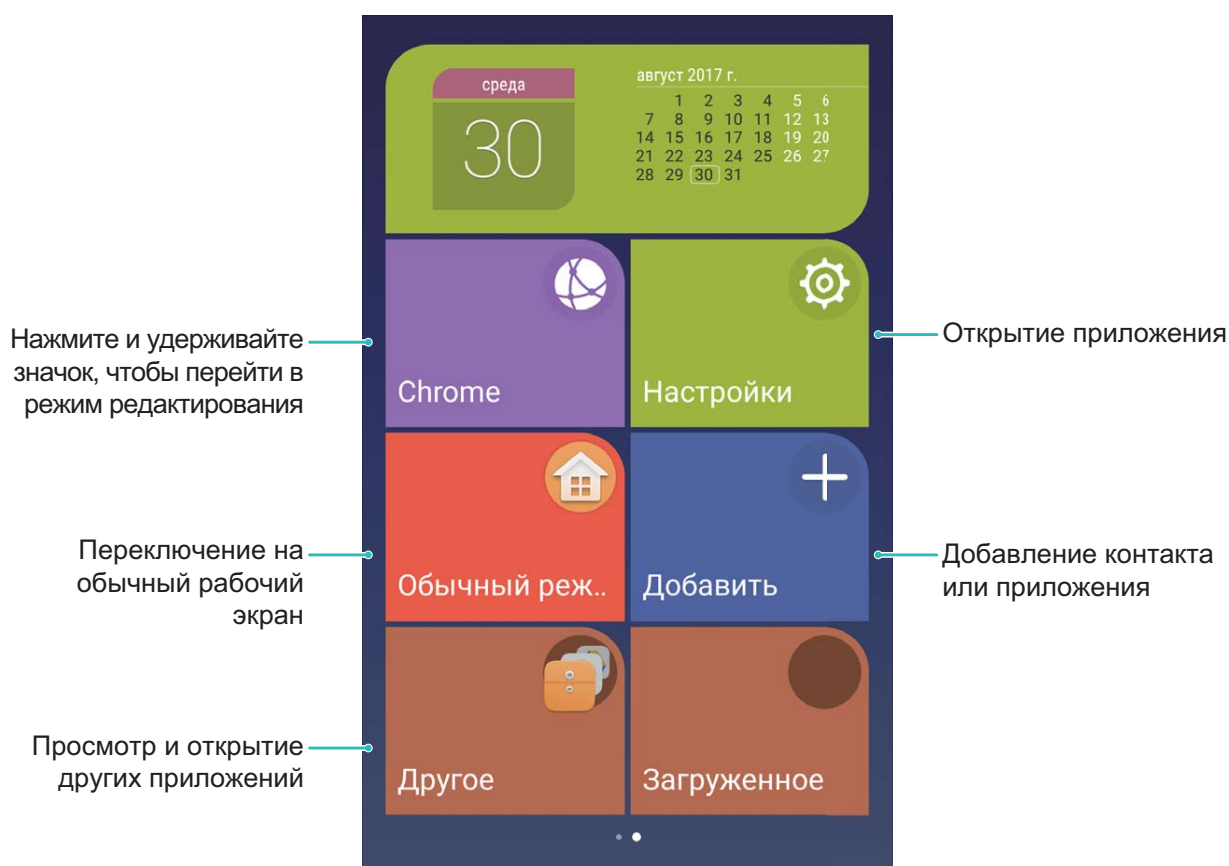 среда
30
август 2017 г.
1 2 3 4 5 6
7 8 9 10 11 12 13
14 15 16 17 18 19 20
21 22 23 24 25 26 27
28 29 30 31
Нажмите и удерживайте
значок, чтобы перейти в
режим редактирования
Chrome
Настройки
Открытие приложения
Переключение на
обычный рабочий
экран
Обычный реж..
Добавить
Добавление контакта
или приложения
Просмотр и открытие
других приложений
Другое
Загруженное